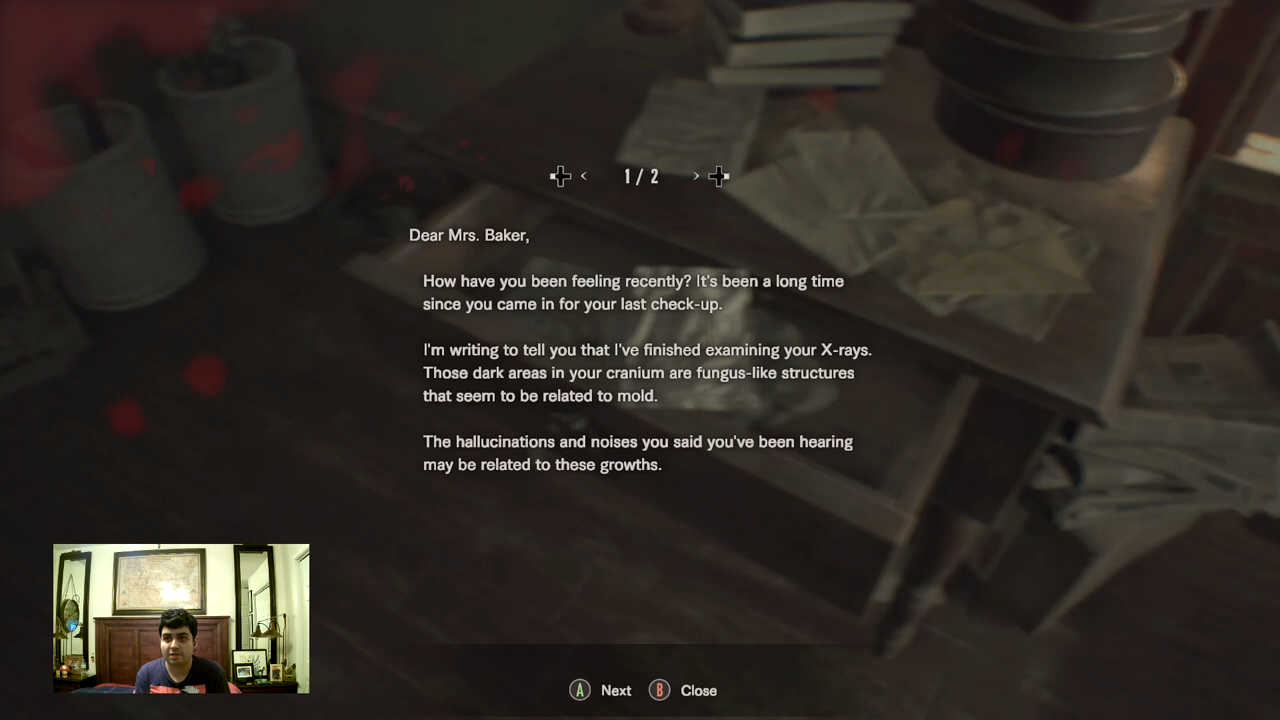 < 1 / 2 >
Dear Mrs. Baker,
How have you been feeling recently? It's been a long time
since you came in for your last check-up.
I'm writing to tell you that I've finished examining your X-rays.
Those dark areas in your cranium are fungus-like structures
that seem to be related to mold.
The hallucinations and noises you said you've been hearing
may be related to these growths.
A Next B Close